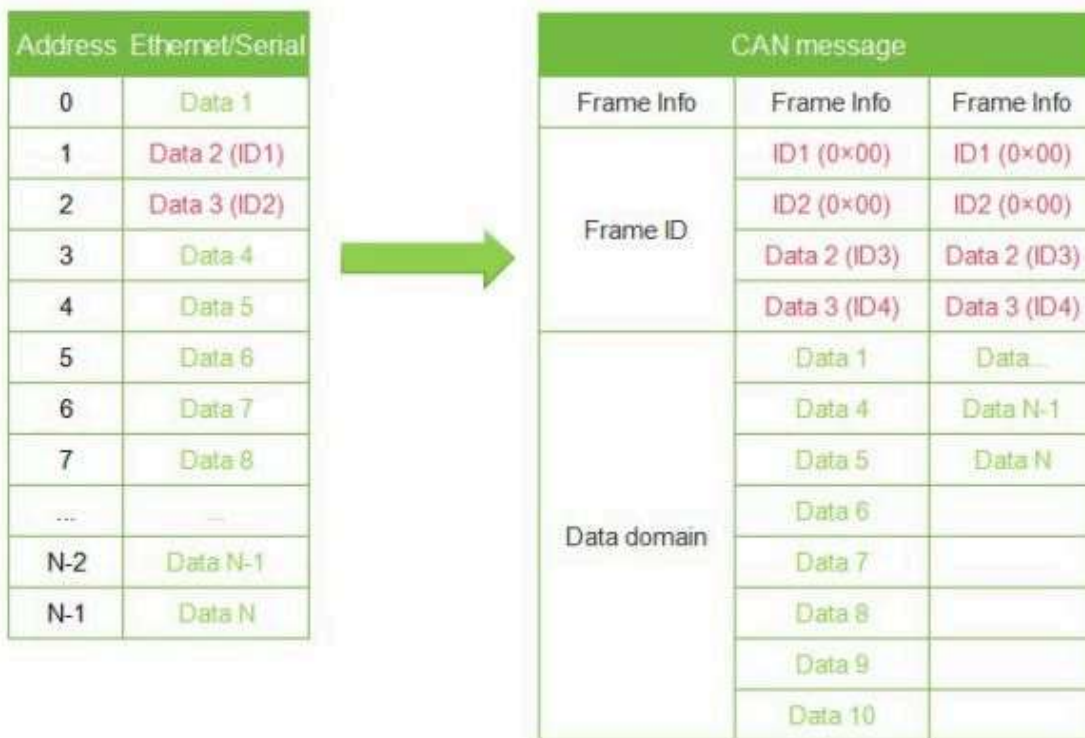 Address Ethernet/Serial
0 Data 1
1 Data 2 (ID1)
2 Data 3 (ID2)
3 Data 4
4 Data 5
5 Data 6
6 Data 7
7 Data 8
... ...
N-2 Data N-1
N-1 Data N
CAN message
Frame Info Frame Info Frame Info
Frame ID
ID1 (0×00) ID1 (0×00)
ID2 (0×00) ID2 (0×00)
Data 2 (ID3) Data 2 (ID3)
Data 3 (ID4) Data 3 (ID4)
Data domain
Data 1 Data...
Data 4 Data N-1
Data 5 Data N
Data 6
Data 7
Data 8
Data 9
Data 10